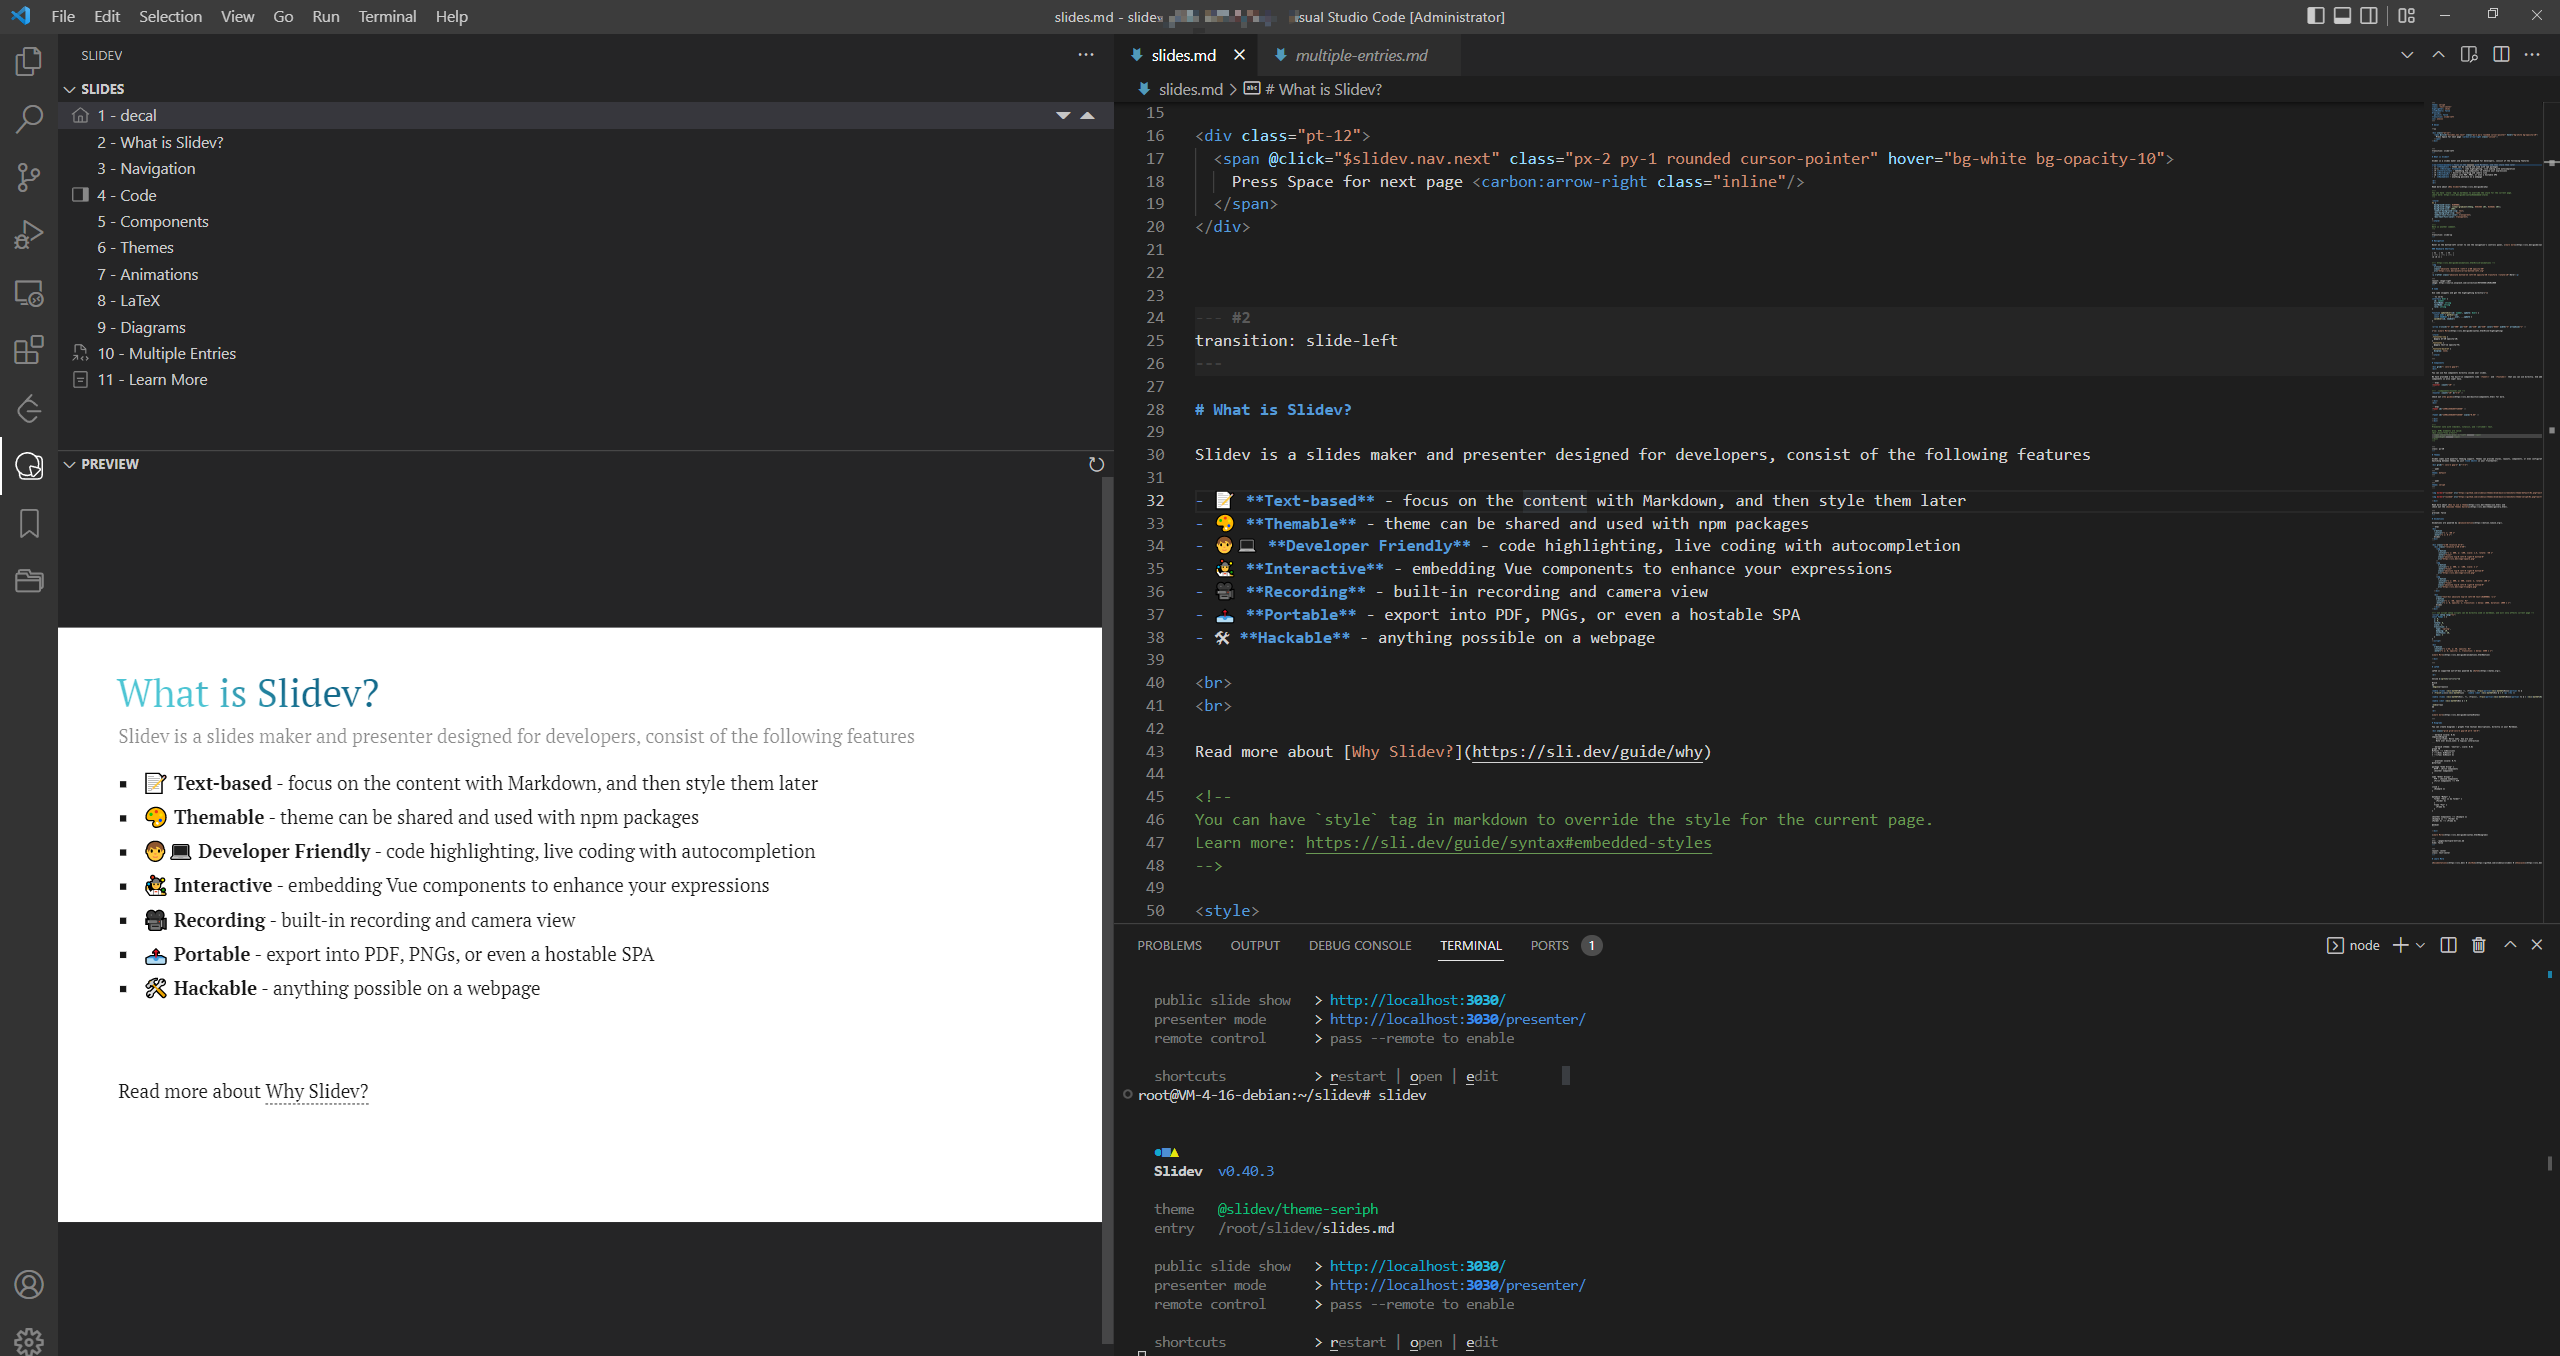 File Edit Selection View Go Run Terminal Help
slides.md - slidev sual Studio Code [Administrator]
SLIDEV
SLIDES
1 - decal
2 - What is Slidev?
3 - Navigation
4 - Code
5 - Components
6 - Themes
7 - Animations
8 - LaTeX
9 - Diagrams
10 - Multiple Entries
11 - Learn More
PREVIEW
What is Slidev?
Slidev is a slides maker and presenter designed for developers, consist of the following features
▪ 📝 Text-based - focus on the content with Markdown, and then style them later
▪ 🎨 Themable - theme can be shared and used with npm packages
▪ 🧑💻 Developer Friendly - code highlighting, live coding with autocompletion
▪ 🤹 Interactive - embedding Vue components to enhance your expressions
▪ 🎥 Recording - built-in recording and camera view
▪ 📤 Portable - export into PDF, PNGs, or even a hostable SPA
▪ 🛠 Hackable - anything possible on a webpage
Read more about Why Slidev?
slides.md multiple-entries.md
slides.md > # What is Slidev?
15
16 <div class="pt-12">
17 <span @click="$slidev.nav.next" class="px-2 py-1 rounded cursor-pointer" hover="bg-white bg-opacity-10">
18 Press Space for next page <carbon:arrow-right class="inline"/>
19 </span>
20 </div>
21
22
23
24 --- #2
25 transition: slide-left
26 ---
27
28 # What is Slidev?
29
30 Slidev is a slides maker and presenter designed for developers, consist of the following features
31
32 - 📝 **Text-based** - focus on the content with Markdown, and then style them later
33 - 🎨 **Themable** - theme can be shared and used with npm packages
34 - 🧑💻 **Developer Friendly** - code highlighting, live coding with autocompletion
35 - 🤹 **Interactive** - embedding Vue components to enhance your expressions
36 - 🎥 **Recording** - built-in recording and camera view
37 - 📤 **Portable** - export into PDF, PNGs, or even a hostable SPA
38 - 🛠 **Hackable** - anything possible on a webpage
39
40 <br>
41 <br>
42
43 Read more about [Why Slidev?](https://sli.dev/guide/why)
44
45 <!--
46 You can have `style` tag in markdown to override the style for the current page.
47 Learn more: https://sli.dev/guide/syntax#embedded-styles
48 -->
49
50 <style>
PROBLEMS OUTPUT DEBUG CONSOLE TERMINAL PORTS 1 node
public slide show > http://localhost:3030/
presenter mode > http://localhost:3030/presenter/
remote control > pass --remote to enable
shortcuts > restart | open | edit
root@VM-4-16-debian:~/slidev# slidev
Slidev v0.40.3
theme @slidev/theme-seriph
entry /root/slidev/slides.md
public slide show > http://localhost:3030/
presenter mode > http://localhost:3030/presenter/
remote control > pass --remote to enable
shortcuts > restart | open | edit